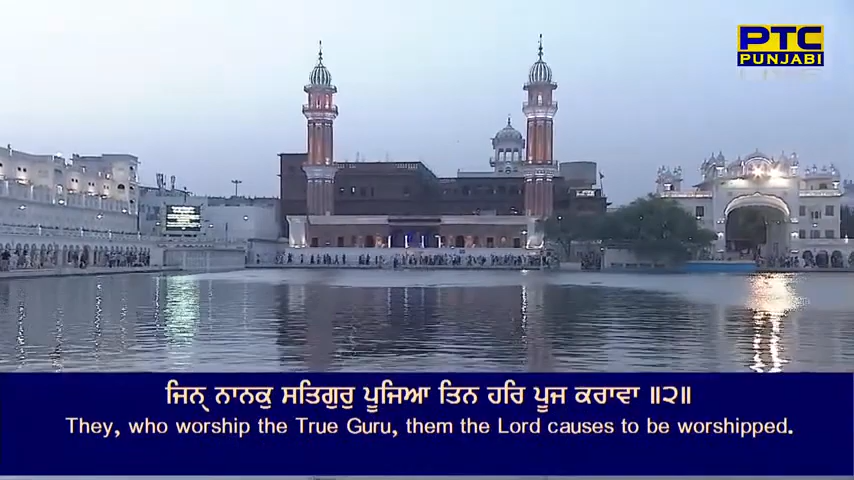 PTC
PUNJABI
ਜਿਨੑ ਨਾਨਕੁ ਸਤਿਗੁਰੁ ਪੂਜਿਆ ਤਿਨ ਹਰਿ ਪੂਜ ਕਰਾਵਾ ॥੨॥
They, who worship the True Guru, them the Lord causes to be worshipped.